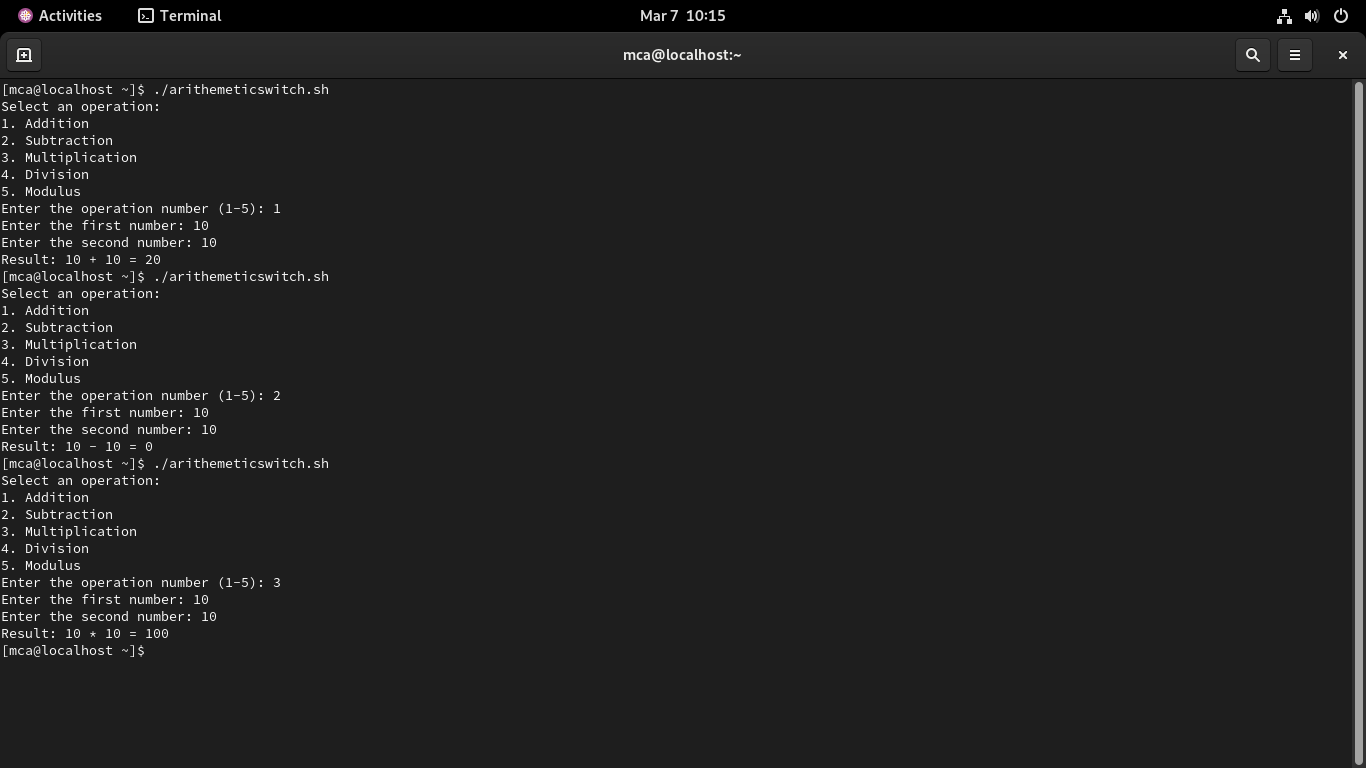 Activities Terminal Mar 7 10:15
mca@localhost:~
[mca@localhost ~]$ ./arithemeticswitch.sh
Select an operation:
1. Addition
2. Subtraction
3. Multiplication
4. Division
5. Modulus
Enter the operation number (1-5): 1
Enter the first number: 10
Enter the second number: 10
Result: 10 + 10 = 20
[mca@localhost ~]$ ./arithemeticswitch.sh
Select an operation:
1. Addition
2. Subtraction
3. Multiplication
4. Division
5. Modulus
Enter the operation number (1-5): 2
Enter the first number: 10
Enter the second number: 10
Result: 10 - 10 = 0
[mca@localhost ~]$ ./arithemeticswitch.sh
Select an operation:
1. Addition
2. Subtraction
3. Multiplication
4. Division
5. Modulus
Enter the operation number (1-5): 3
Enter the first number: 10
Enter the second number: 10
Result: 10 * 10 = 100
[mca@localhost ~]$